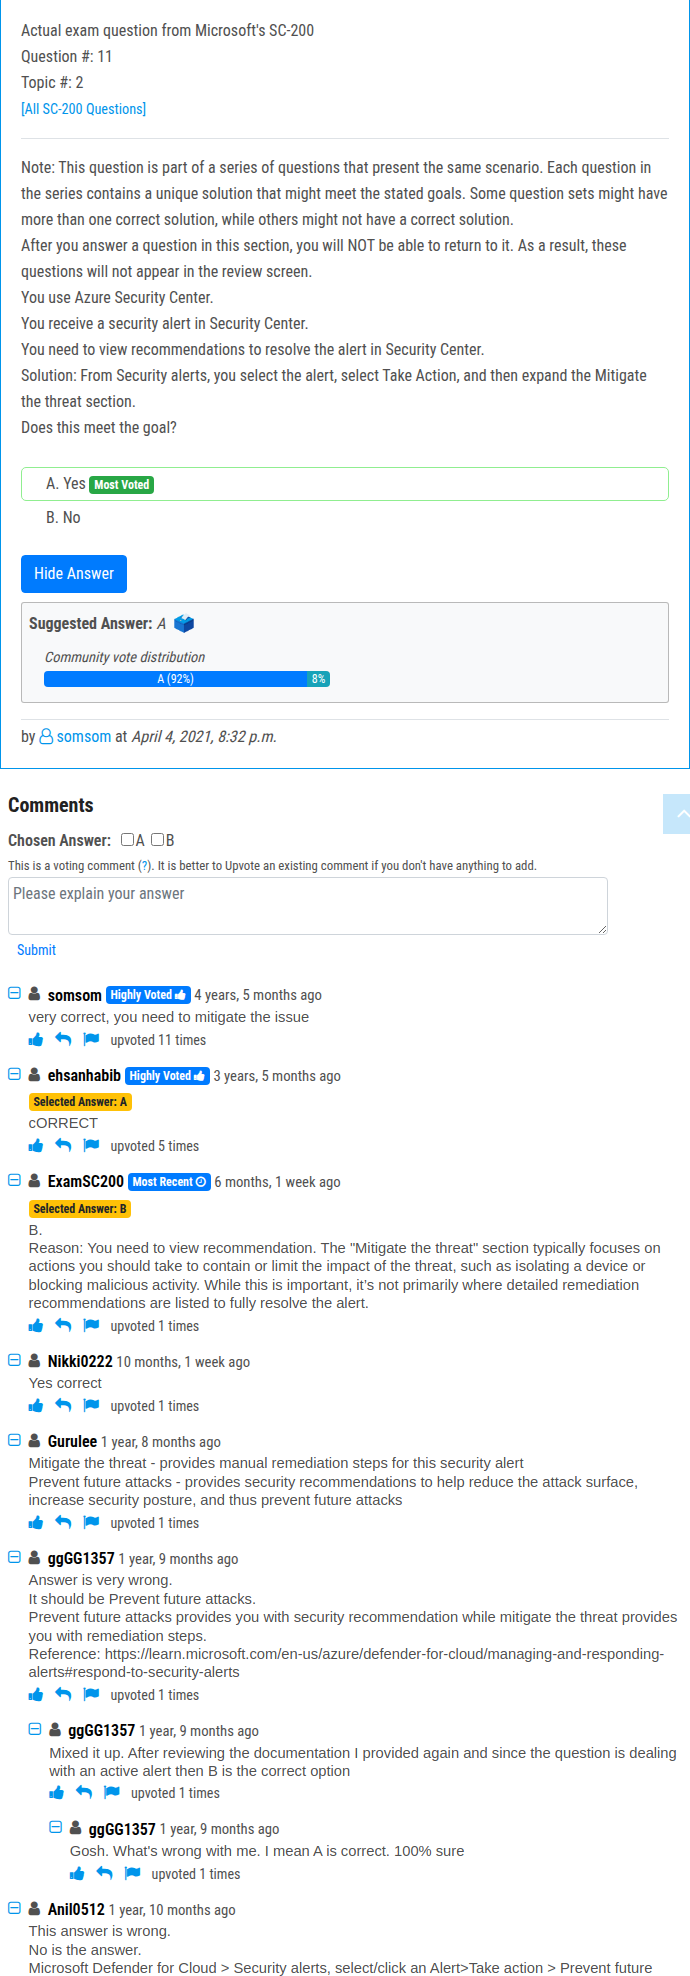 Actual exam question from Microsoft's SC-200
Question #: 11
Topic #: 2
[All SC-200 Questions]
Note: This question is part of a series of questions that present the same scenario. Each question in
the series contains a unique solution that might meet the stated goals. Some question sets might have
more than one correct solution, while others might not have a correct solution.
After you answer a question in this section, you will NOT be able to return to it. As a result, these
questions will not appear in the review screen.
You use Azure Security Center.
You receive a security alert in Security Center.
You need to view recommendations to resolve the alert in Security Center.
Solution: From Security alerts, you select the alert, select Take Action, and then expand the Mitigate
the threat section.
Does this meet the goal?
A. Yes Most Voted
B. No
Hide Answer
Suggested Answer: A
Community vote distribution
A (92%) 8%
by somsom at April 4, 2021, 8:32 p.m.
Comments
Chosen Answer: A B
This is a voting comment (?). It is better to Upvote an existing comment if you don't have anything to add.
Please explain your answer
Submit
somsom Highly Voted 4 years, 5 months ago
very correct, you need to mitigate the issue
upvoted 11 times
ehsanhabib Highly Voted 3 years, 5 months ago
Selected Answer: A
cORRECT
upvoted 5 times
ExamSC200 Most Recent 6 months, 1 week ago
Selected Answer: B
B.
Reason: You need to view recommendation. The "Mitigate the threat" section typically focuses on
actions you should take to contain or limit the impact of the threat, such as isolating a device or
blocking malicious activity. While this is important, it’s not primarily where detailed remediation
recommendations are listed to fully resolve the alert.
upvoted 1 times
Nikki0222 10 months, 1 week ago
Yes correct
upvoted 1 times
Gurulee 1 year, 8 months ago
Mitigate the threat - provides manual remediation steps for this security alert
Prevent future attacks - provides security recommendations to help reduce the attack surface,
increase security posture, and thus prevent future attacks
upvoted 1 times
ggGG1357 1 year, 9 months ago
Answer is very wrong.
It should be Prevent future attacks.
Prevent future attacks provides you with security recommendation while mitigate the threat provides
you with remediation steps.
Reference: https://learn.microsoft.com/en-us/azure/defender-for-cloud/managing-and-responding-
alerts#respond-to-security-alerts
upvoted 1 times
ggGG1357 1 year, 9 months ago
Mixed it up. After reviewing the documentation I provided again and since the question is dealing
with an active alert then B is the correct option
upvoted 1 times
ggGG1357 1 year, 9 months ago
Gosh. What's wrong with me. I mean A is correct. 100% sure
upvoted 1 times
Anil0512 1 year, 10 months ago
This answer is wrong.
No is the answer.
Microsoft Defender for Cloud > Security alerts, select/click an Alert>Take action > Prevent future